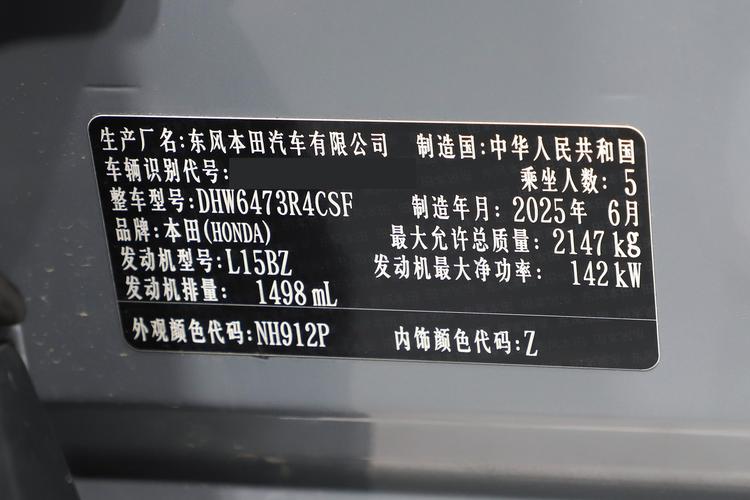 生产厂名:东风本田汽车有限公司 制造国:中华人民共和国
车辆识别代号: 乘坐人数: 5
整车型号:DHW6473R4CSF 制造年月: 2025年 6月
品牌:本田(HONDA) 最大允许总质量: 2147 kg
发动机型号:L15BZ 发动机最大净功率: 142 kW
发动机排量: 1498 mL
外观颜色代码:NH912P 内饰颜色代码:Z